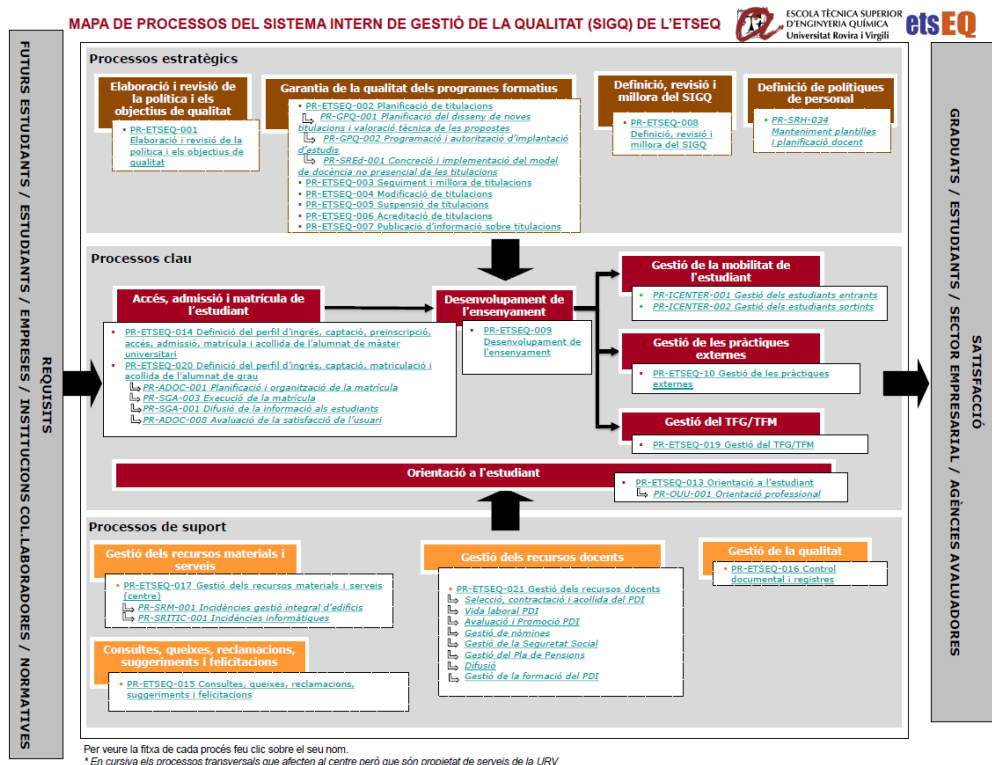 MAPA DE PROCESSOS DEL SISTEMA INTERN DE GESTIÓ DE LA QUALITAT (SIGQ) DE L'ETSEQ
ESCOLA TÈCNICA SUPERIOR
D'ENGINYERIA QUÍMICA
Universitat Rovira i Virgili
etsEQ
FUTURS ESTUDIANTS / ESTUDIANTS / EMPRESES / INSTITUCIONS COL.LABORADORES / NORMATIVES
REQUISITS
Processos estratègics
Elaboració i revisió de
la política i els
objectius de qualitat
PR-ETSEQ-001
Elaboració i revisió de la
política i els objectius de
qualitat
Garantia de la qualitat dels programes formatius
PR-ETSEQ-002 Planificació de titulacions
PR-GPQ-001 Planificació del disseny de noves
titulacions i valoració tècnica de les propostes
PR-GPQ-002 Programació i autorització d'implantació
d'estudis
PR-SREd-001 Concreció i implementació del model
de docència no presencial de les titulacions
PR-ETSEQ-003 Seguiment i millora de titulacions
PR-ETSEQ-004 Modificació de titulacions
PR-ETSEQ-005 Suspensió de titulacions
PR-ETSEQ-006 Acreditació de titulacions
PR-ETSEQ-007 Publicació d'informació sobre titulacions
Definició, revisió i
millora del SIGQ
PR-ETSEQ-008
Definició, revisió i
millora del SIGQ
Definició de polítiques
de personal
PR-SRH-034
Manteniment plantilles
i planificació docent
Processos clau
Accés, admissió i matrícula de
l'estudiant
PR-ETSEQ-014 Definició del perfil d'ingrés, captació, preinscripció,
accés, admissió, matrícula i acollida de l'alumnat de màster
universitari
PR-ETSEQ-020 Definició del perfil d'ingrés, captació, matriculació i
acollida de l'alumnat de grau
PR-ADOC-001 Planificació i organització de la matrícula
PR-SGA-003 Execució de la matrícula
PR-SGA-001 Difusió de la informació als estudiants
PR-ADOC-008 Avaluació de la satisfacció de l'usuari
Desenvolupament de
l'ensenyament
PR-ETSEQ-009
Desenvolupament de
l'ensenyament
Gestió de la mobilitat de
l'estudiant
PR-ICENTER-001 Gestió dels estudiants entrants
PR-ICENTER-002 Gestió dels estudiants sortints
Gestió de les pràctiques
externes
PR-ETSEQ-10 Gestió de les pràctiques
externes
Gestió del TFG/TFM
PR-ETSEQ-019 Gestió del TFG/TFM
Orientació a l'estudiant
PR-ETSEQ-013 Orientació a l'estudiant
PR-OUU-001 Orientació professional
Processos de suport
Gestió dels recursos materials i
serveis
PR-ETSEQ-017 Gestió dels recursos materials i serveis
(centre)
PR-SRM-001 Incidències gestió integral d'edificis
PR-SRITIC-001 Incidències informàtiques
Consultes, queixes, reclamacions,
suggeriments i felicitacions
PR-ETSEQ-015 Consultes, queixes, reclamacions,
suggeriments i felicitacions
Gestió dels recursos docents
PR-ETSEQ-021 Gestió dels recursos docents
Selecció, contractació i acollida del PDI
Vida laboral PDI
Avaluació i Promoció PDI
Gestió de nòmines
Gestió de la Seguretat Social
Gestió del Pla de Pensions
Difusió
Gestió de la formació del PDI
Gestió de la qualitat
PR-ETSEQ-016 Control
documental i registres
SATISFACCIÓ
GRADUATS / ESTUDIANTS / SECTOR EMPRESARIAL / AGÈNCIES AVALUADORES
Per veure la fitxa de cada procés feu clic sobre el seu nom.
* En cursiva els processos transversals que afecten al centre però que són propietat de serveis de la URV